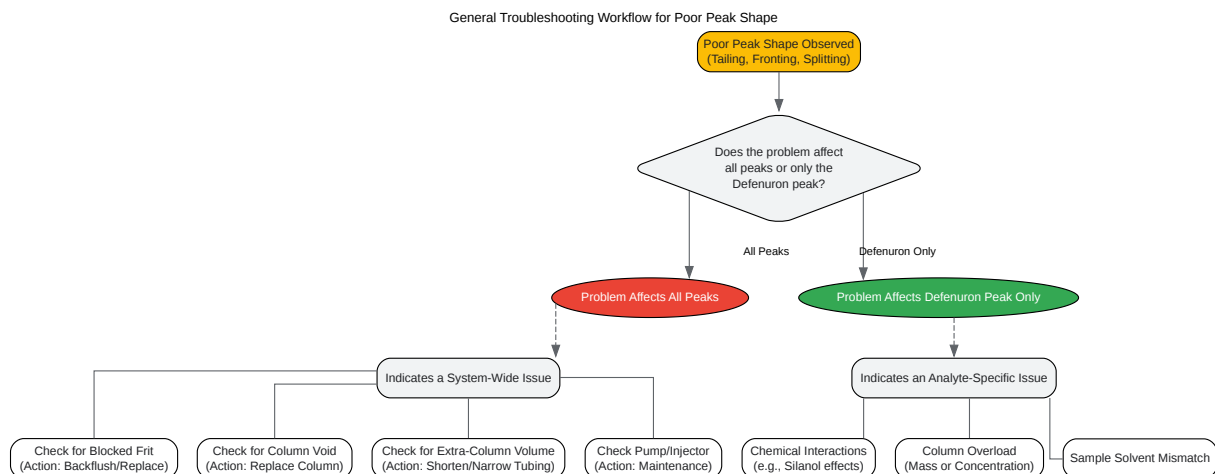 General Troubleshooting Workflow for Poor Peak Shape
Poor Peak Shape Observed
(Tailing, Fronting, Splitting)
Does the problem affect
all peaks or only the
Defenuron peak?
All Peaks
Defenuron Only
Problem Affects All Peaks
Problem Affects Defenuron Peak Only
Indicates a System-Wide Issue
Indicates an Analyte-Specific Issue
Check for Blocked Frit
(Action: Backflush/Replace)
Check for Column Void
(Action: Replace Column)
Check for Extra-Column Volume
(Action: Shorten/Narrow Tubing)
Check Pump/Injector
(Action: Maintenance)
Chemical Interactions
(e.g., Silanol effects)
Column Overload
(Mass or Concentration)
Sample Solvent Mismatch